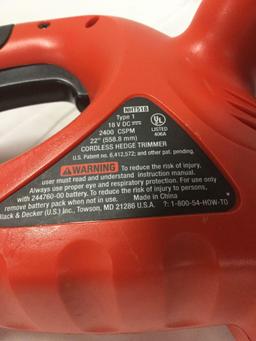 NHT518
Type 1
18 V DC
2400 CSPM
22" (558.8 mm)
CORDLESS HEDGE TRIMMER
U.S. Patent no. 6,412,572; and other pat. pending.
UL
LISTED
406A
WARNING To reduce the risk of injury,
user must read and understand instruction manual.
Always use proper eye and respiratory protection. For use only
with 244760-00 battery. To reduce the risk of injury to persons,
remove battery pack when not in use. Made in China
Black & Decker (U.S.) Inc., Towson, MD 21286 U.S.A. ?: 1-800-54-HOW-TO